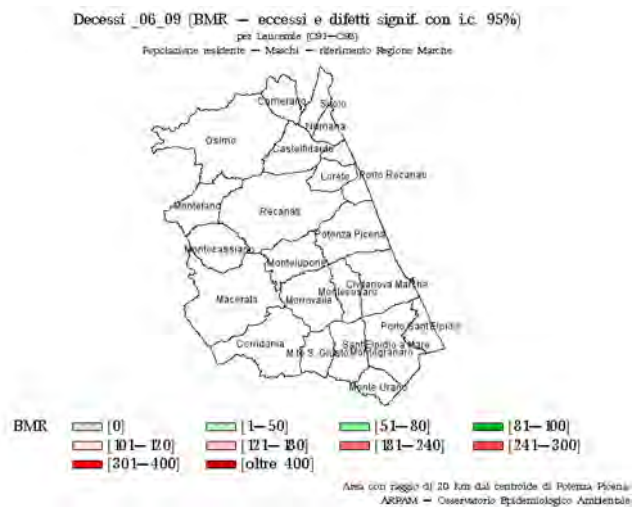 Decessi _06_09 (BMR — eccessi e difetti signif. con i.c. 95%)
per Leucemie (C91—C95)
Popolazione residente — Maschi — riferimento Regione Marche
Camerano
Sirolo
Numana
Osimo
Castelfidardo
Loreto
Porto Recanati
Montefano
Recanati
Potenza Picena
Montecassiano
Montelupone
Civitanova Marche
Montecosaro
Macerata
Morrovalle
Porto Sant'Elpidio
Corridonia
M.te S. Giusto
Sant'Elpidio a Mare
Montegranaro
Monte Urano
BMR [0] [1—50] [51—80] [81—100]
[101—120] [121—180] [181—240] [241—300]
[301—400] [oltre 400]
Area con raggio di 20 Km dal centroide di Potenza Picena
ARPAM — Osservatorio Epidemiologico Ambientale